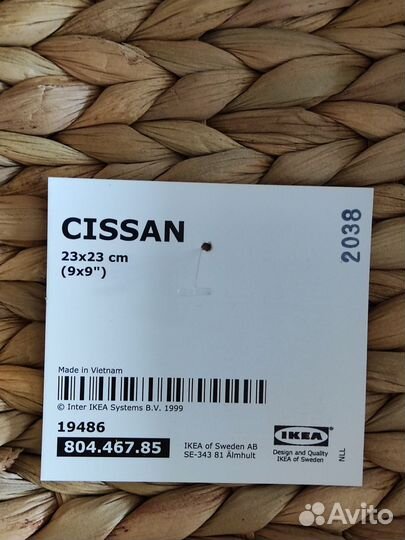 CISSAN
23x23 cm
(9x9")
2038
Made in Vietnam
© Inter IKEA Systems B.V. 1999
19486
804.467.85
IKEA of Sweden AB
SE-343 81 Älmhult
IKEA
Design and Quality
IKEA of Sweden
NLL
Avito